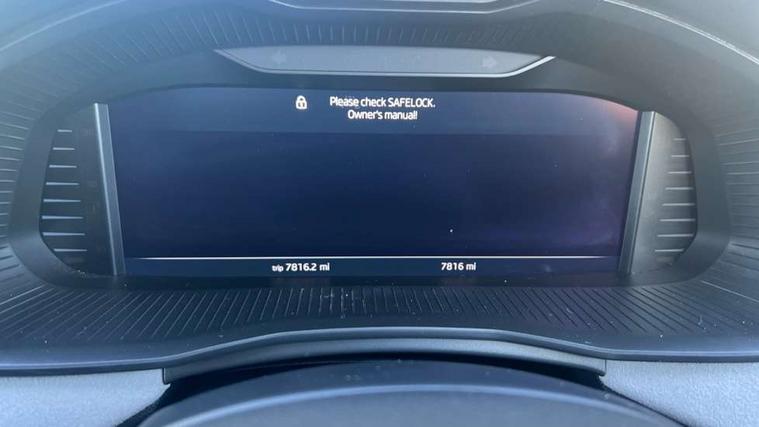 Please check SAFELOCK.
Owner's manual!
trip 7816.2 mi 7816 mi